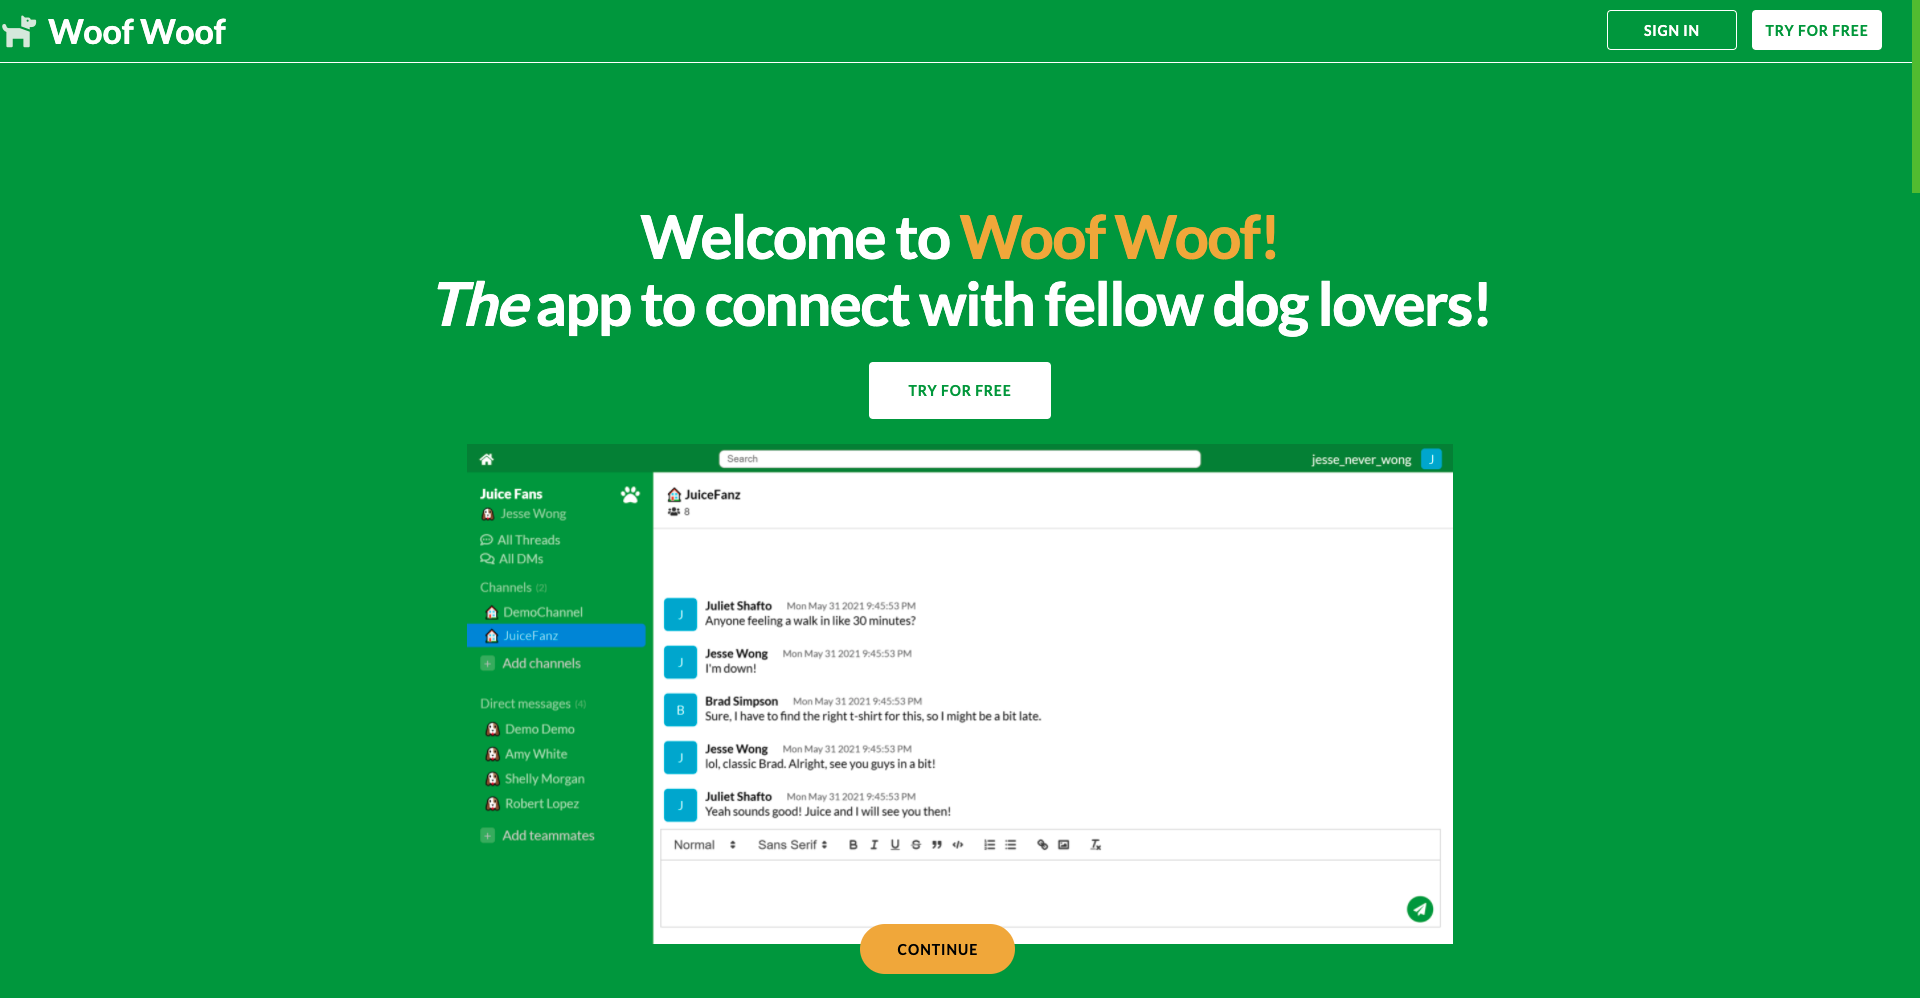 Woof Woof
SIGN IN
TRY FOR FREE
Welcome to Woof Woof!
The app to connect with fellow dog lovers!
TRY FOR FREE
Search
jesse_never_wong
J
Juice Fans
Jesse Wong
All Threads
All DMs
Channels (2)
DemoChannel
JuiceFanz
+ Add channels
Direct messages (4)
Demo Demo
Amy White
Shelly Morgan
Robert Lopez
+ Add teammates
JuiceFanz
8
J
Juliet Shafto Mon May 31 2021 9:45:53 PM
Anyone feeling a walk in like 30 minutes?
J
Jesse Wong Mon May 31 2021 9:45:53 PM
I'm down!
B
Brad Simpson Mon May 31 2021 9:45:53 PM
Sure, I have to find the right t-shirt for this, so I might be a bit late.
J
Jesse Wong Mon May 31 2021 9:45:53 PM
lol, classic Brad. Alright, see you guys in a bit!
J
Juliet Shafto Mon May 31 2021 9:45:53 PM
Yeah sounds good! Juice and I will see you then!
Normal Sans Serif B I U S
CONTINUE